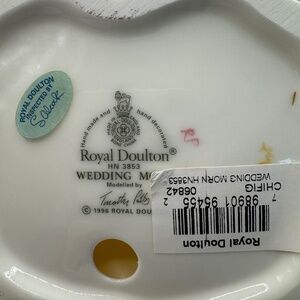 ROYAL DOULTON
INSPECTED BY
Hand made and hand decorated
Royal Doulton®
HN 3853
WEDDING MO
Modelled by
Timothy
© 1996 ROYAL DOU
Royal Doulton
7 98901 95455 2
06842
CHIFIG
WEDDING MORN HN3853